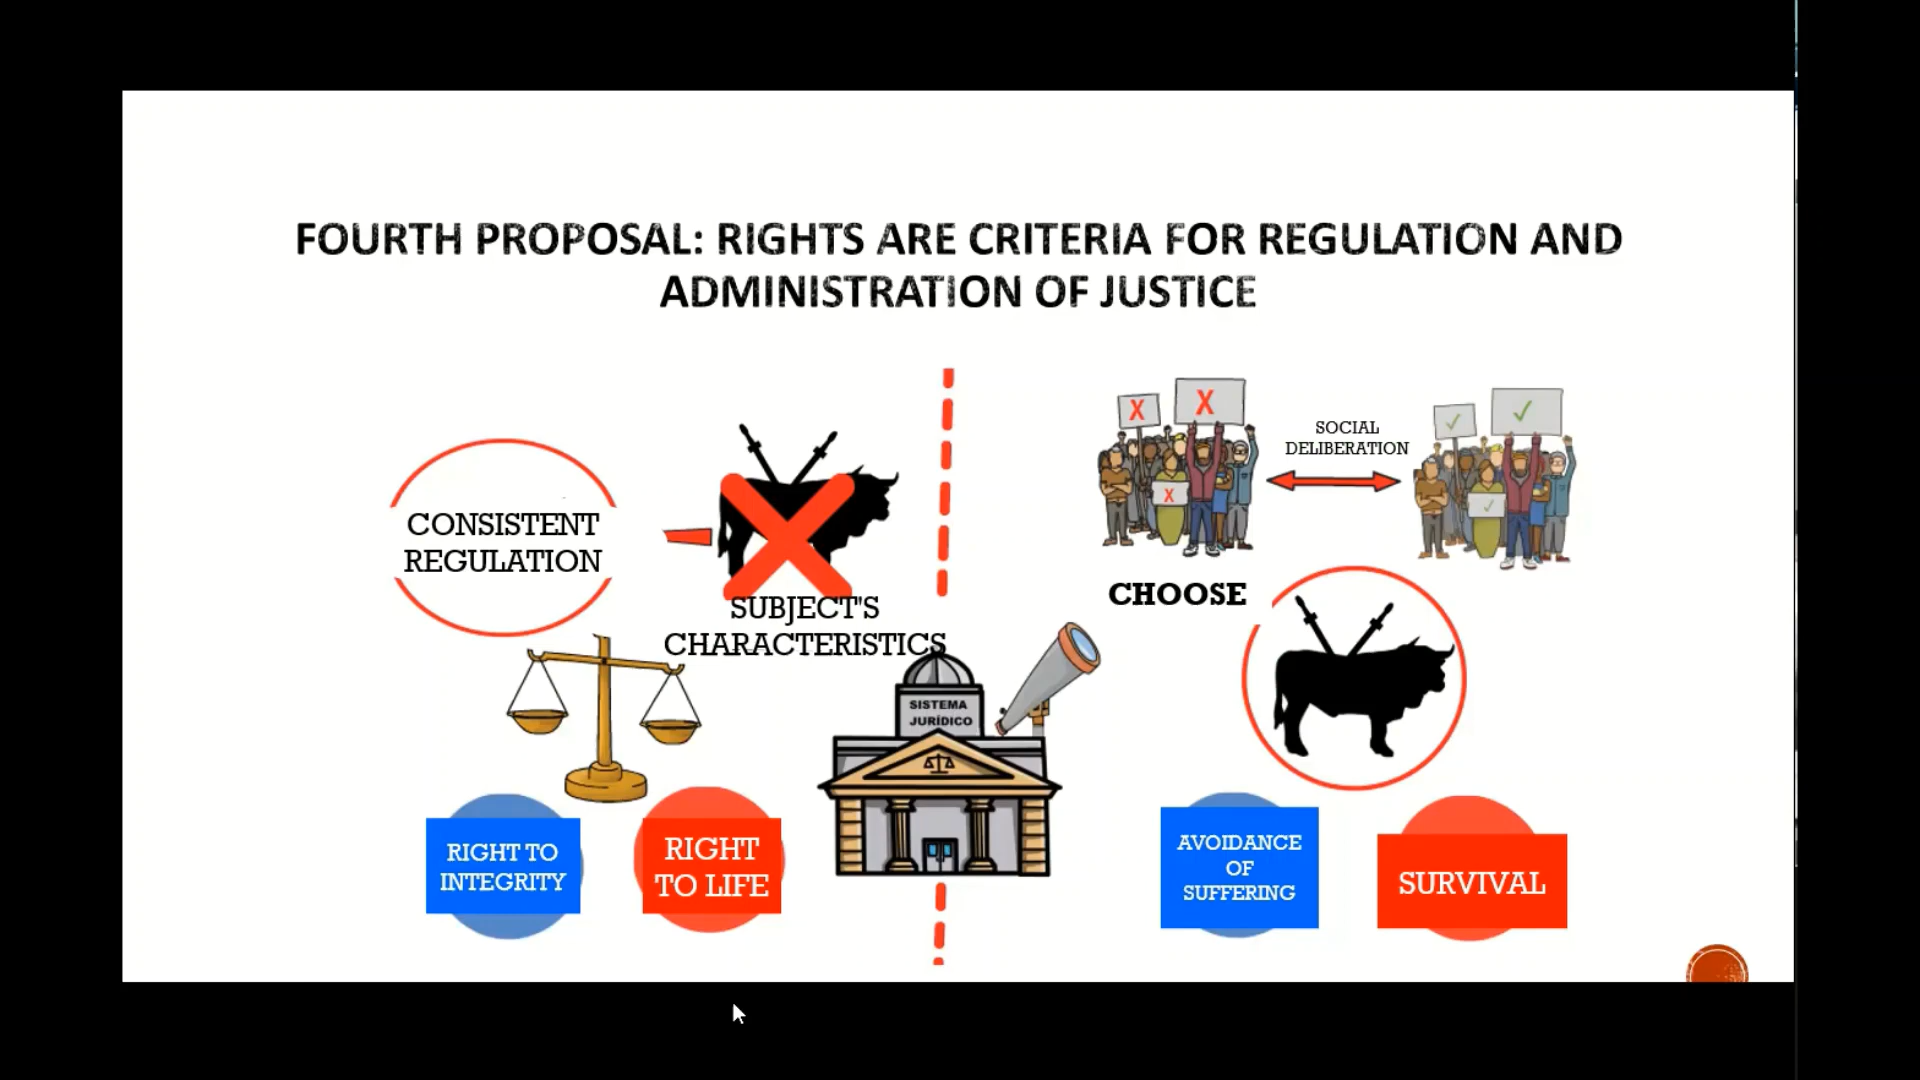 FOURTH PROPOSAL: RIGHTS ARE CRITERIA FOR REGULATION AND
ADMINISTRATION OF JUSTICE
CONSISTENT
REGULATION
SUBJECT'S
CHARACTERISTICS
RIGHT TO
INTEGRITY
RIGHT
TO LIFE
SISTEMA
JURÍDICO
X
X
X
SOCIAL
DELIBERATION
CHOOSE
AVOIDANCE
OF
SUFFERING
SURVIVAL